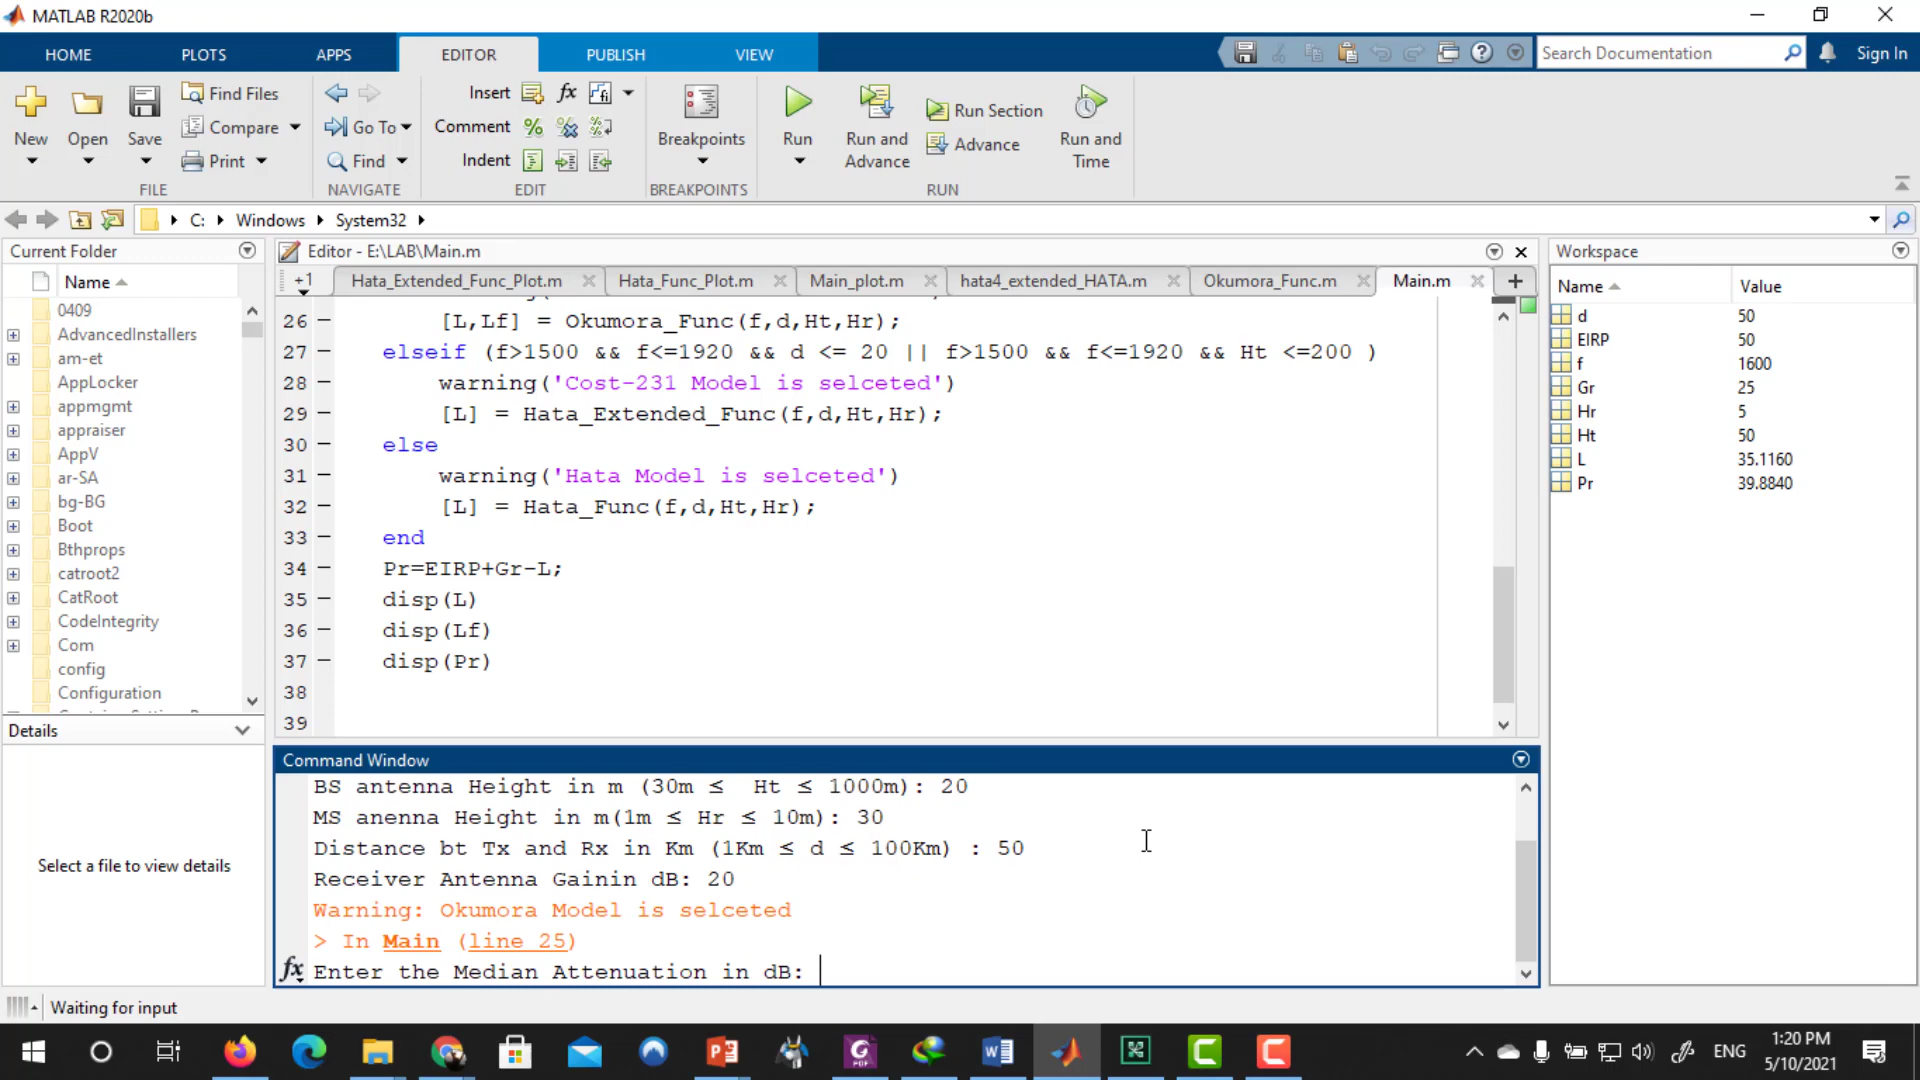 MATLAB R2020b
HOME PLOTS APPS EDITOR PUBLISH VIEW
Search Documentation
Sign In
New
Open
Save
Find Files
Compare
Print
FILE
Go To
Find
NAVIGATE
Insert
fx
Comment
Indent
EDIT
Breakpoints
BREAKPOINTS
Run
Run and Advance
Run Section
Advance
Run and Time
RUN
C: Windows System32
Current Folder
Name
0409
AdvancedInstallers
am-et
AppLocker
appmgmt
appraiser
AppV
ar-SA
bg-BG
Boot
Bthprops
catroot2
CatRoot
CodeIntegrity
Com
config
Configuration
Details
Select a file to view details
Editor - E:\LAB\Main.m
+1
Hata_Extended_Func_Plot.m
Hata_Func_Plot.m
Main_plot.m
hata4_extended_HATA.m
Okumora_Func.m
Main.m
26 [L,Lf] = Okumora_Func(f,d,Ht,Hr);
27 elseif (f>1500 && f<=1920 && d <= 20 || f>1500 && f<=1920 && Ht <=200 )
28 warning('Cost-231 Model is selceted')
29 [L] = Hata_Extended_Func(f,d,Ht,Hr);
30 else
31 warning('Hata Model is selceted')
32 [L] = Hata_Func(f,d,Ht,Hr);
33 end
34 Pr=EIRP+Gr-L;
35 disp(L)
36 disp(Lf)
37 disp(Pr)
38
39
Command Window
BS antenna Height in m (30m ≤ Ht ≤ 1000m): 20
MS anenna Height in m(1m ≤ Hr ≤ 10m): 30
Distance bt Tx and Rx in Km (1Km ≤ d ≤ 100Km) : 50
Receiver Antenna Gainin dB: 20
Warning: Okumora Model is selceted
> In Main (line 25)
fx Enter the Median Attenuation in dB:
Workspace
Name Value
d 50
EIRP 50
f 1600
Gr 25
Hr 5
Ht 50
L 35.1160
Pr 39.8840
Waiting for input
ENG
1:20 PM
5/10/2021